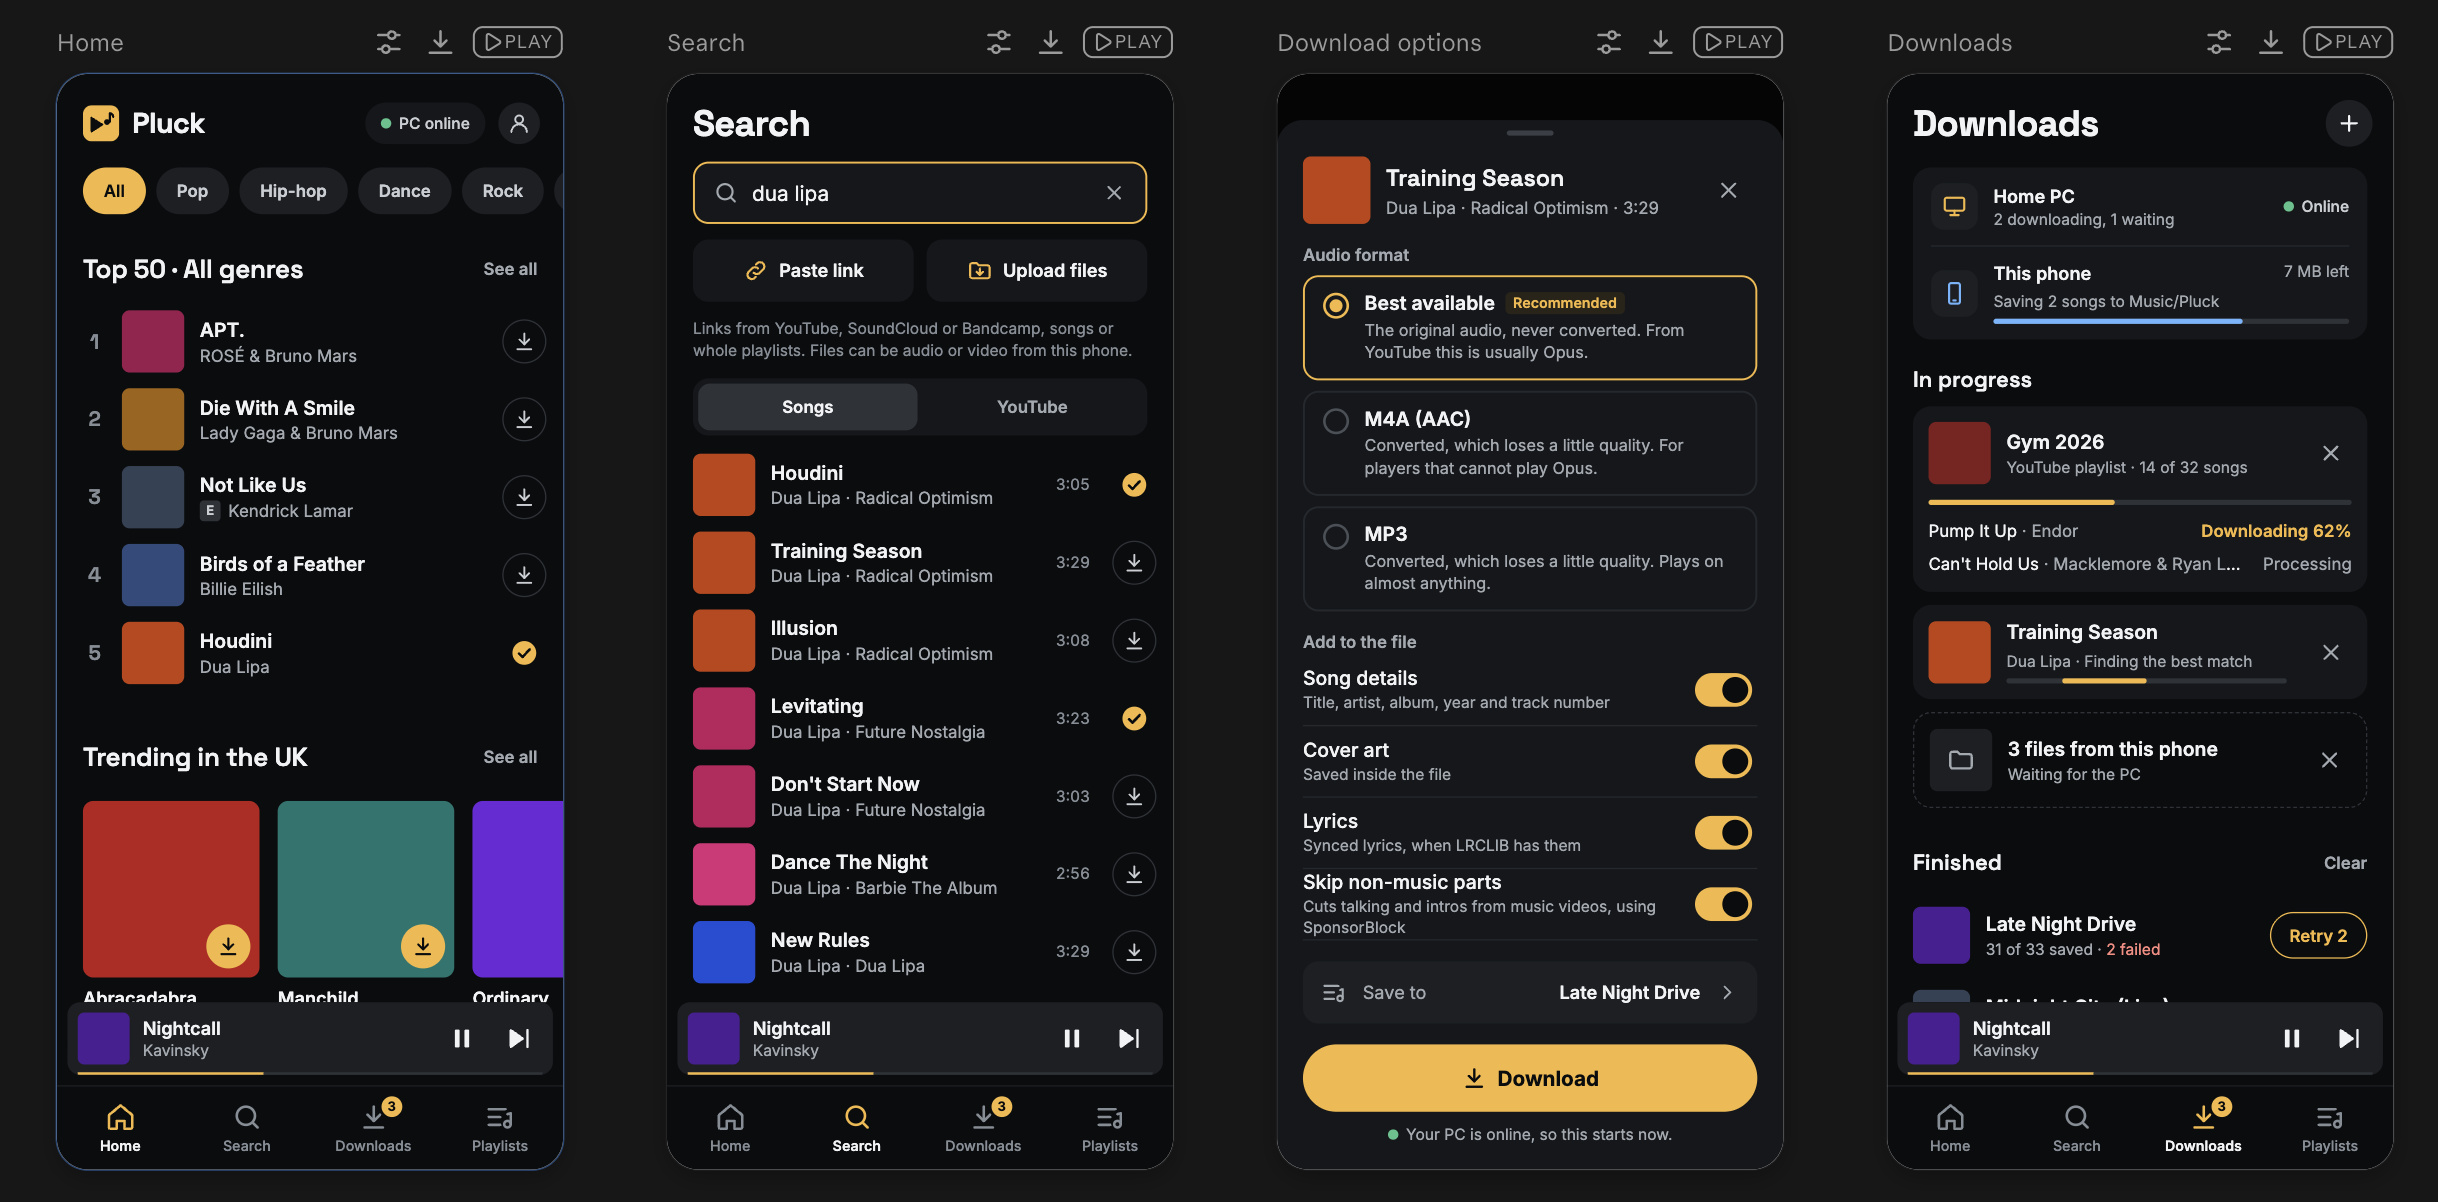 Home
PLAY
Pluck
PC online
All
Pop
Hip-hop
Dance
Rock
Top 50 · All genres
See all
1
APT.
ROSÉ & Bruno Mars
2
Die With A Smile
Lady Gaga & Bruno Mars
3
Not Like Us
E Kendrick Lamar
4
Birds of a Feather
Billie Eilish
5
Houdini
Dua Lipa
Trending in the UK
See all
Abracadabra
Manchild
Ordinary
Nightcall
Kavinsky
Home
Search
3
Downloads
Playlists
Search
PLAY
Search
dua lipa
Paste link
Upload files
Links from YouTube, SoundCloud or Bandcamp, songs or
whole playlists. Files can be audio or video from this phone.
Songs
YouTube
Houdini
Dua Lipa · Radical Optimism
3:05
Training Season
Dua Lipa · Radical Optimism
3:29
Illusion
Dua Lipa · Radical Optimism
3:08
Levitating
Dua Lipa · Future Nostalgia
3:23
Don't Start Now
Dua Lipa · Future Nostalgia
3:03
Dance The Night
Dua Lipa · Barbie The Album
2:56
New Rules
Dua Lipa · Dua Lipa
3:29
Nightcall
Kavinsky
Home
Search
3
Downloads
Playlists
Download options
PLAY
Training Season
Dua Lipa · Radical Optimism · 3:29
Audio format
Best available
Recommended
The original audio, never converted. From
YouTube this is usually Opus.
M4A (AAC)
Converted, which loses a little quality. For
players that cannot play Opus.
MP3
Converted, which loses a little quality. Plays on
almost anything.
Add to the file
Song details
Title, artist, album, year and track number
Cover art
Saved inside the file
Lyrics
Synced lyrics, when LRCLIB has them
Skip non-music parts
Cuts talking and intros from music videos, using
SponsorBlock
Save to
Late Night Drive
Download
Your PC is online, so this starts now.
Downloads
PLAY
Downloads
Home PC
2 downloading, 1 waiting
Online
This phone
7 MB left
Saving 2 songs to Music/Pluck
In progress
Gym 2026
YouTube playlist · 14 of 32 songs
Pump It Up · Endor
Downloading 62%
Can't Hold Us · Macklemore & Ryan L...
Processing
Training Season
Dua Lipa · Finding the best match
3 files from this phone
Waiting for the PC
Finished
Clear
Late Night Drive
31 of 33 saved · 2 failed
Retry 2
Nightcall
Kavinsky
Home
Search
3
Downloads
Playlists